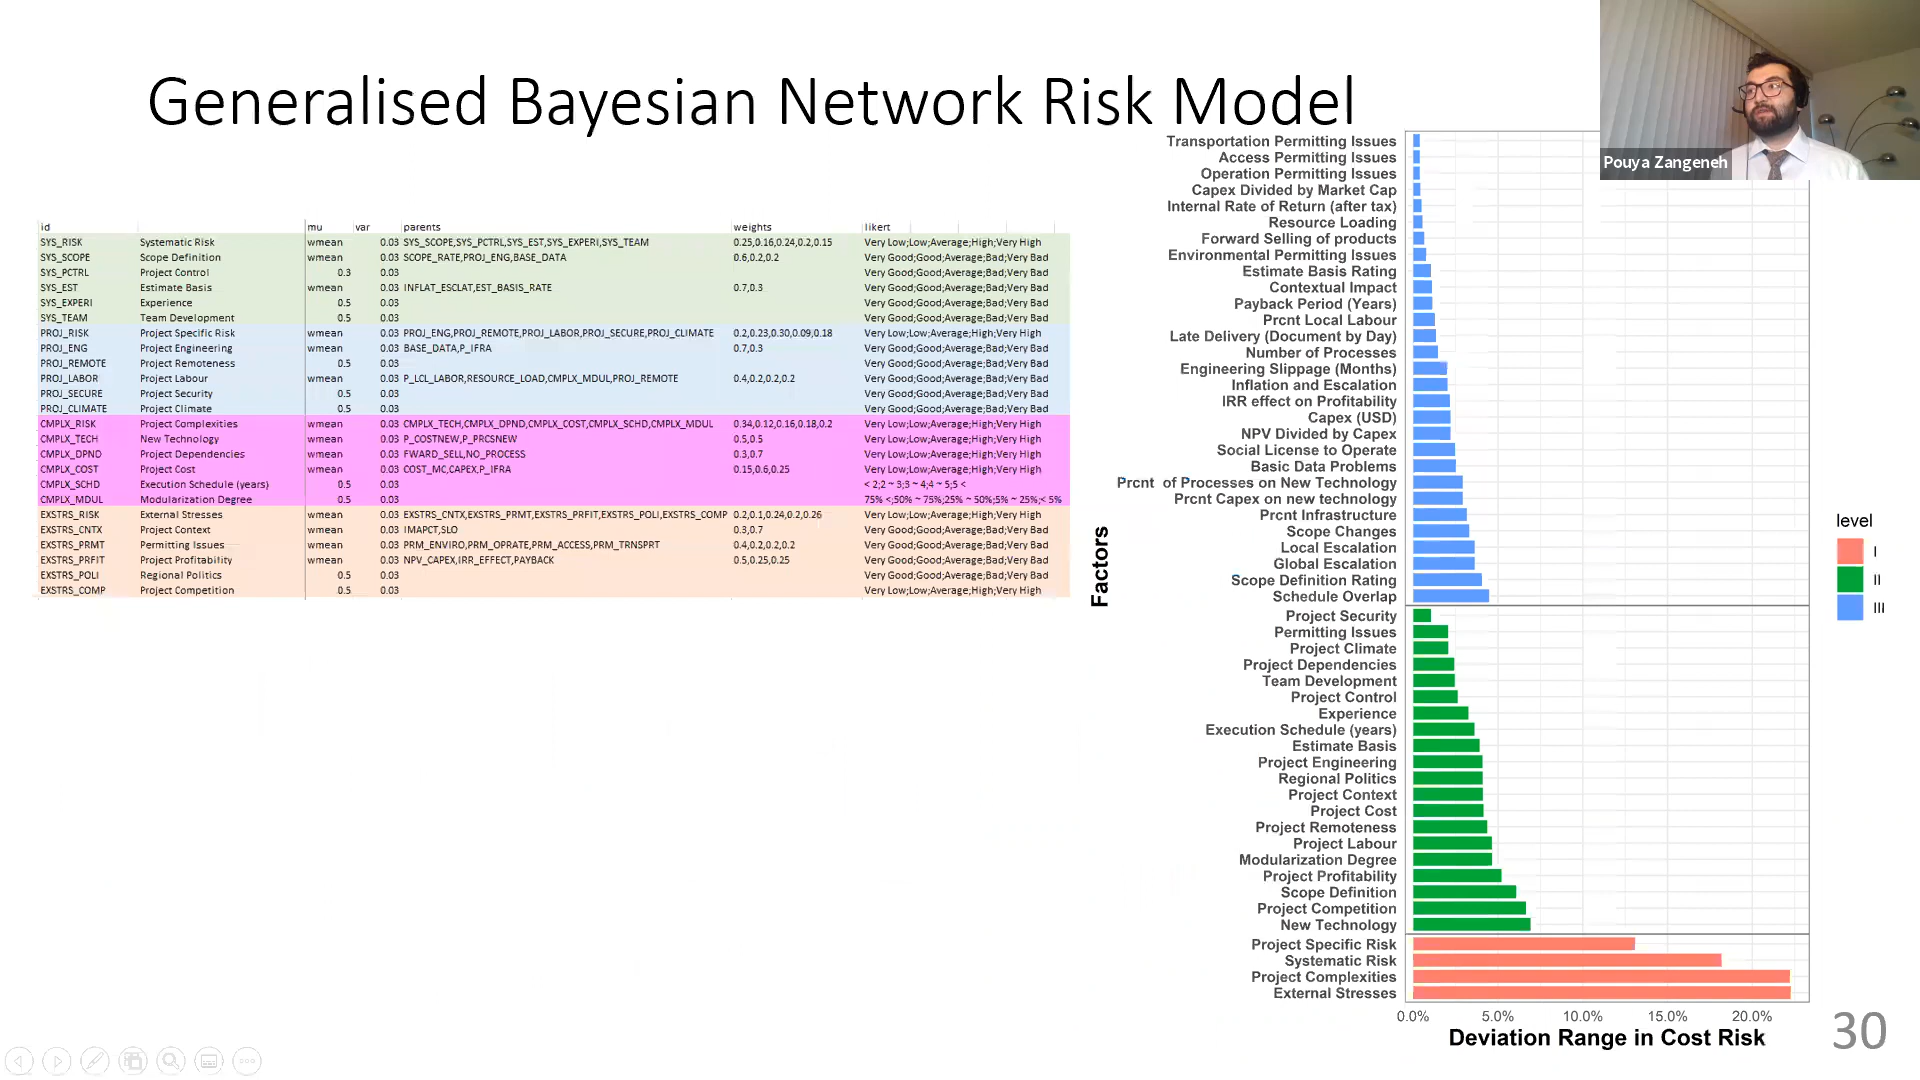 Generalised Bayesian Network Risk Model
Pouya Zangeneh
id mu var parents weights likert
SYS_RISK Systematic Risk wmean 0.03 SYS_SCOPE,SYS_PCTRL,SYS_EST,SYS_EXPERI,SYS_TEAM 0.25,0.16,0.24,0.2,0.15 Very Low;Low;Average;High;Very High
SYS_SCOPE Scope Definition wmean 0.03 SCOPE_RATE,PROJ_ENG,BASE_DATA 0.6,0.2,0.2 Very Good;Good;Average;Bad;Very Bad
SYS_PCTRL Project Control 0.3 0.03 Very Good;Good;Average;Bad;Very Bad
SYS_EST Estimate Basis wmean 0.03 INFLAT_ESCLAT,EST_BASIS_RATE 0.7,0.3 Very Good;Good;Average;Bad;Very Bad
SYS_EXPERI Experience 0.5 0.03 Very Good;Good;Average;Bad;Very Bad
SYS_TEAM Team Development 0.5 0.03 Very Good;Good;Average;Bad;Very Bad
PROJ_RISK Project Specific Risk wmean 0.03 PROJ_ENG,PROJ_REMOTE,PROJ_LABOR,PROJ_SECURE,PROJ_CLIMATE 0.2,0.23,0.30,0.09,0.18 Very Low;Low;Average;High;Very High
PROJ_ENG Project Engineering wmean 0.03 BASE_DATA,P_IFRA 0.7,0.3 Very Good;Good;Average;Bad;Very Bad
PROJ_REMOTE Project Remoteness 0.5 0.03 Very Good;Good;Average;Bad;Very Bad
PROJ_LABOR Project Labour wmean 0.03 P_LCL_LABOR,RESOURCE_LOAD,CMPLX_MDUL,PROJ_REMOTE 0.4,0.2,0.2,0.2 Very Good;Good;Average;Bad;Very Bad
PROJ_SECURE Project Security 0.5 0.03 Very Good;Good;Average;Bad;Very Bad
PROJ_CLIMATE Project Climate 0.5 0.03 Very Good;Good;Average;Bad;Very Bad
CMPLX_RISK Project Complexities wmean 0.03 CMPLX_TECH,CMPLX_DPND,CMPLX_COST,CMPLX_SCHD,CMPLX_MDUL 0.34,0.12,0.16,0.18,0.2 Very Low;Low;Average;High;Very High
CMPLX_TECH New Technology wmean 0.03 P_COSTNEW,P_PRCSNEW 0.5,0.5 Very Low;Low;Average;High;Very High
CMPLX_DPND Project Dependencies wmean 0.03 FWARD_SELL,NO_PROCESS 0.3,0.7 Very Low;Low;Average;High;Very High
CMPLX_COST Project Cost wmean 0.03 COST_MC,CAPEX,P_IFRA 0.15,0.6,0.25 Very Low;Low;Average;High;Very High
CMPLX_SCHD Execution Schedule (years) 0.5 0.03 < 2;2 ~ 3;3 ~ 4;4 ~ 5;5 <
CMPLX_MDUL Modularization Degree 0.5 0.03 75% <;50% ~ 75%;25% ~ 50%;5% ~ 25%;< 5%
EXSTRS_RISK External Stresses wmean 0.03 EXSTRS_CNTX,EXSTRS_PRMT,EXSTRS_PRFIT,EXSTRS_POLI,EXSTRS_COMP 0.2,0.1,0.24,0.2,0.26 Very Low;Low;Average;High;Very High
EXSTRS_CNTX Project Context wmean 0.03 IMAPCT,SLO 0.3,0.7 Very Good;Good;Average;Bad;Very Bad
EXSTRS_PRMT Permitting Issues wmean 0.03 PRM_ENVIRO,PRM_OPRATE,PRM_ACCESS,PRM_TRNSPRT 0.4,0.2,0.2,0.2 Very Good;Good;Average;Bad;Very Bad
EXSTRS_PRFIT Project Profitability wmean 0.03 NPV_CAPEX,IRR_EFFECT,PAYBACK 0.5,0.25,0.25 Very Good;Good;Average;Bad;Very Bad
EXSTRS_POLI Regional Politics 0.5 0.03 Very Good;Good;Average;Bad;Very Bad
EXSTRS_COMP Project Competition 0.5 0.03 Very Low;Low;Average;High;Very High
Factors
Transportation Permitting Issues
Access Permitting Issues
Operation Permitting Issues
Capex Divided by Market Cap
Internal Rate of Return (after tax)
Resource Loading
Forward Selling of products
Environmental Permitting Issues
Estimate Basis Rating
Contextual Impact
Payback Period (Years)
Prcnt Local Labour
Late Delivery (Document by Day)
Number of Processes
Engineering Slippage (Months)
Inflation and Escalation
IRR effect on Profitability
Capex (USD)
NPV Divided by Capex
Social License to Operate
Basic Data Problems
Prcnt of Processes on New Technology
Prcnt Capex on new technology
Prcnt Infrastructure
Scope Changes
Local Escalation
Global Escalation
Scope Definition Rating
Schedule Overlap
Project Security
Permitting Issues
Project Climate
Project Dependencies
Team Development
Project Control
Experience
Execution Schedule (years)
Estimate Basis
Project Engineering
Regional Politics
Project Context
Project Cost
Project Remoteness
Project Labour
Modularization Degree
Project Profitability
Scope Definition
Project Competition
New Technology
Project Specific Risk
Systematic Risk
Project Complexities
External Stresses
0.0% 5.0% 10.0% 15.0% 20.0%
Deviation Range in Cost Risk
level
I
II
III
30